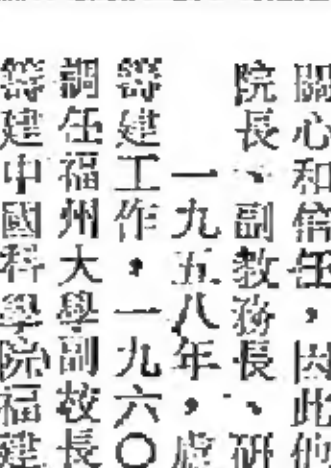 關心和信任，因此他
院長、副教務長、研
一九五八年，盧
籌建工作，一九六〇
調任福州大學副校長
籌建中國科學院福建